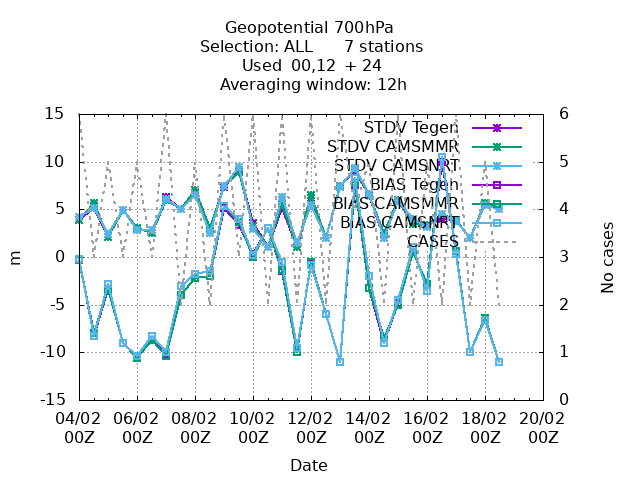 Geopotential 700hPa
Selection: ALL 7 stations
Used 00,12 + 24
Averaging window: 12h
15
10
5
0
-5
-10
-15
m
6
5
4
3
2
1
0
No cases
STDV Tegen
STDV CAMSMMR
STDV CAMSNRT
BIAS Tegen
BIAS CAMSMMR
BIAS CAMSNRT
CASES
04/02 06/02 08/02 10/02 12/02 14/02 16/02 18/02 20/02
00Z 00Z 00Z 00Z 00Z 00Z 00Z 00Z 00Z
Date